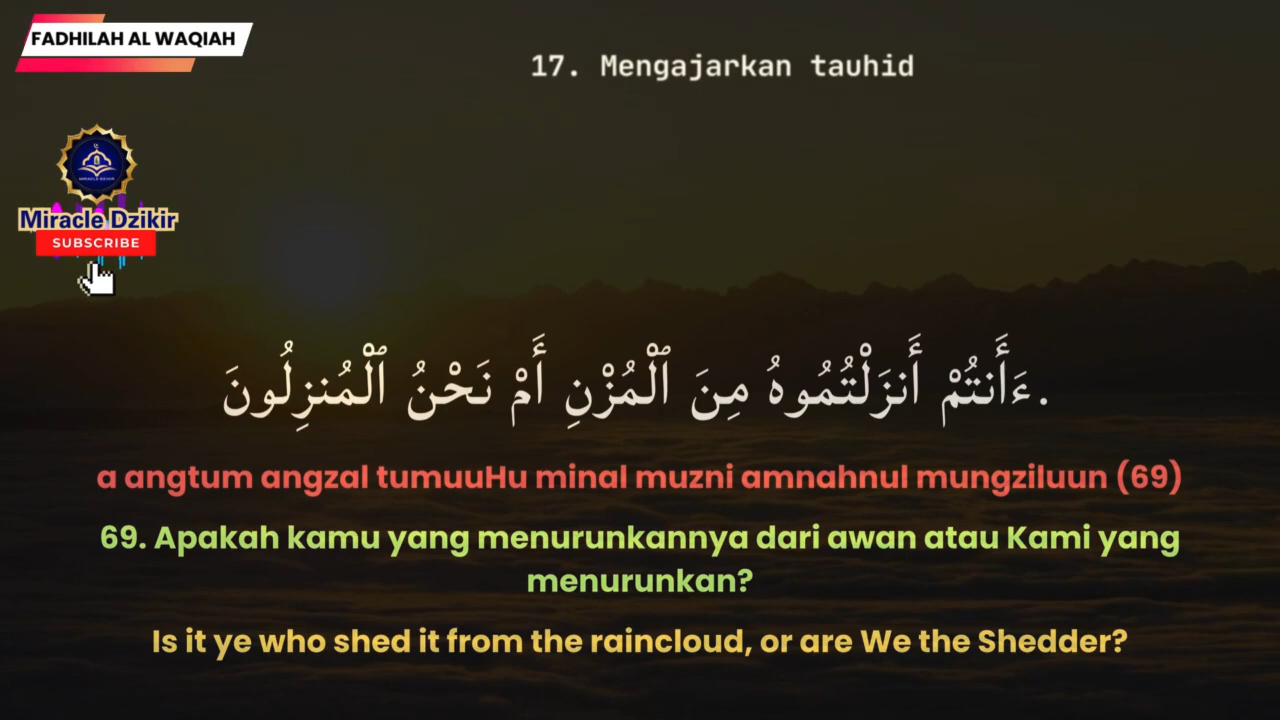 FADHILAH AL WAQIAH
17. Mengajarkan tauhid
Miracle Dzikir
SUBSCRIBE
ءَأَنتُمْ أَنزَلْتُمُوهُ مِنَ ٱلْمُزْنِ أَمْ نَحْنُ ٱلْمُنزِلُونَ.
a angtum angzal tumuuHu minal muzni amnahnul mungziluun (69)
69. Apakah kamu yang menurunkannya dari awan atau Kami yang
menurunkan?
Is it ye who shed it from the raincloud, or are We the Shedder?